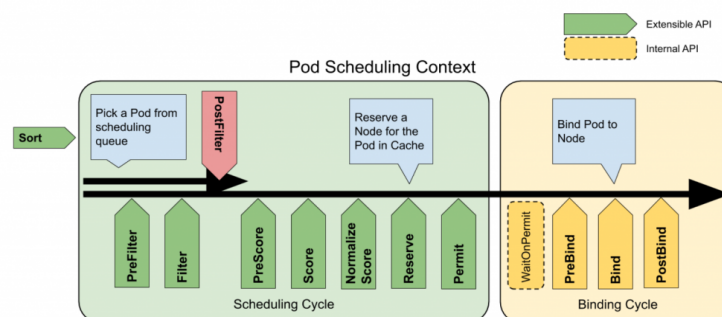 Extensible API
Internal API
Pod Scheduling Context
Pick a Pod from
scheduling
queue
PostFilter
Reserve a
Node for the
Pod in Cache
Bind Pod to
Node
Sort
PreFilter
Filter
PreScore
Score
Normalize
Score
Reserve
Permit
WaitOnPermit
PreBind
Bind
PostBind
Scheduling Cycle
Binding Cycle